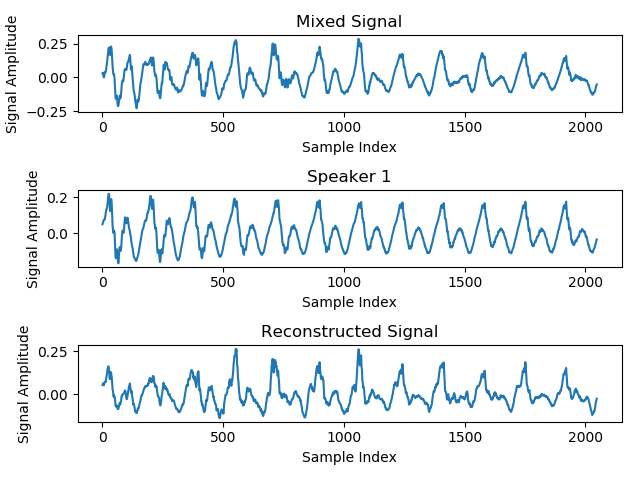 Mixed Signal
Signal Amplitude
0.25
0.00
−0.25
0 500 1000 1500 2000
Sample Index
Speaker 1
Signal Amplitude
0.2
0.0
0 500 1000 1500 2000
Sample Index
Reconstructed Signal
Signal Amplitude
0.25
0.00
0 500 1000 1500 2000
Sample Index